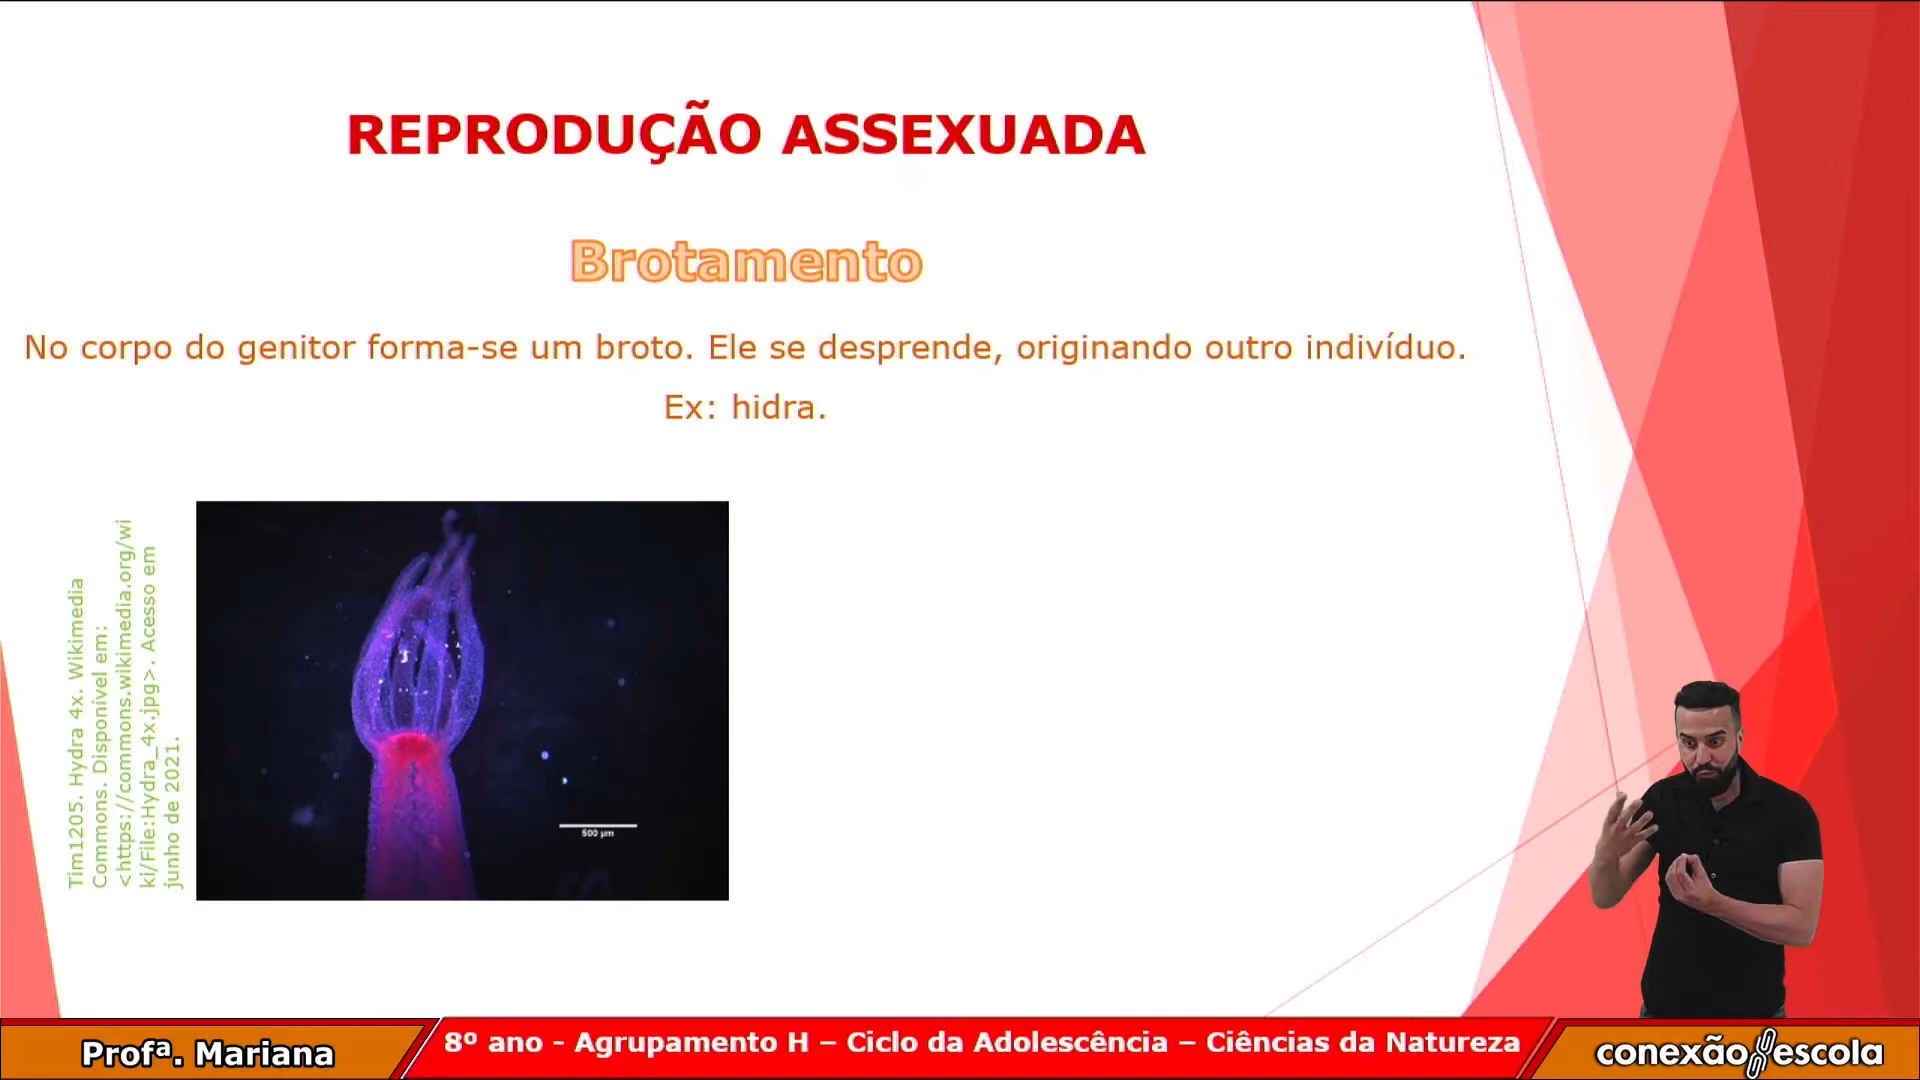 REPRODUÇÃO ASSEXUADA
Brotamento
No corpo do genitor forma-se um broto. Ele se desprende, originando outro indivíduo.
Ex: hidra.
Tim1205. Hydra 4x. Wikimedia
Commons. Disponível em:
<https://commons.wikimedia.org/wi
ki/File:Hydra_4x.jpg>. Acesso em
junho de 2021.
500 µm
Profª. Mariana
8º ano - Agrupamento H – Ciclo da Adolescência – Ciências da Natureza
conexão escola